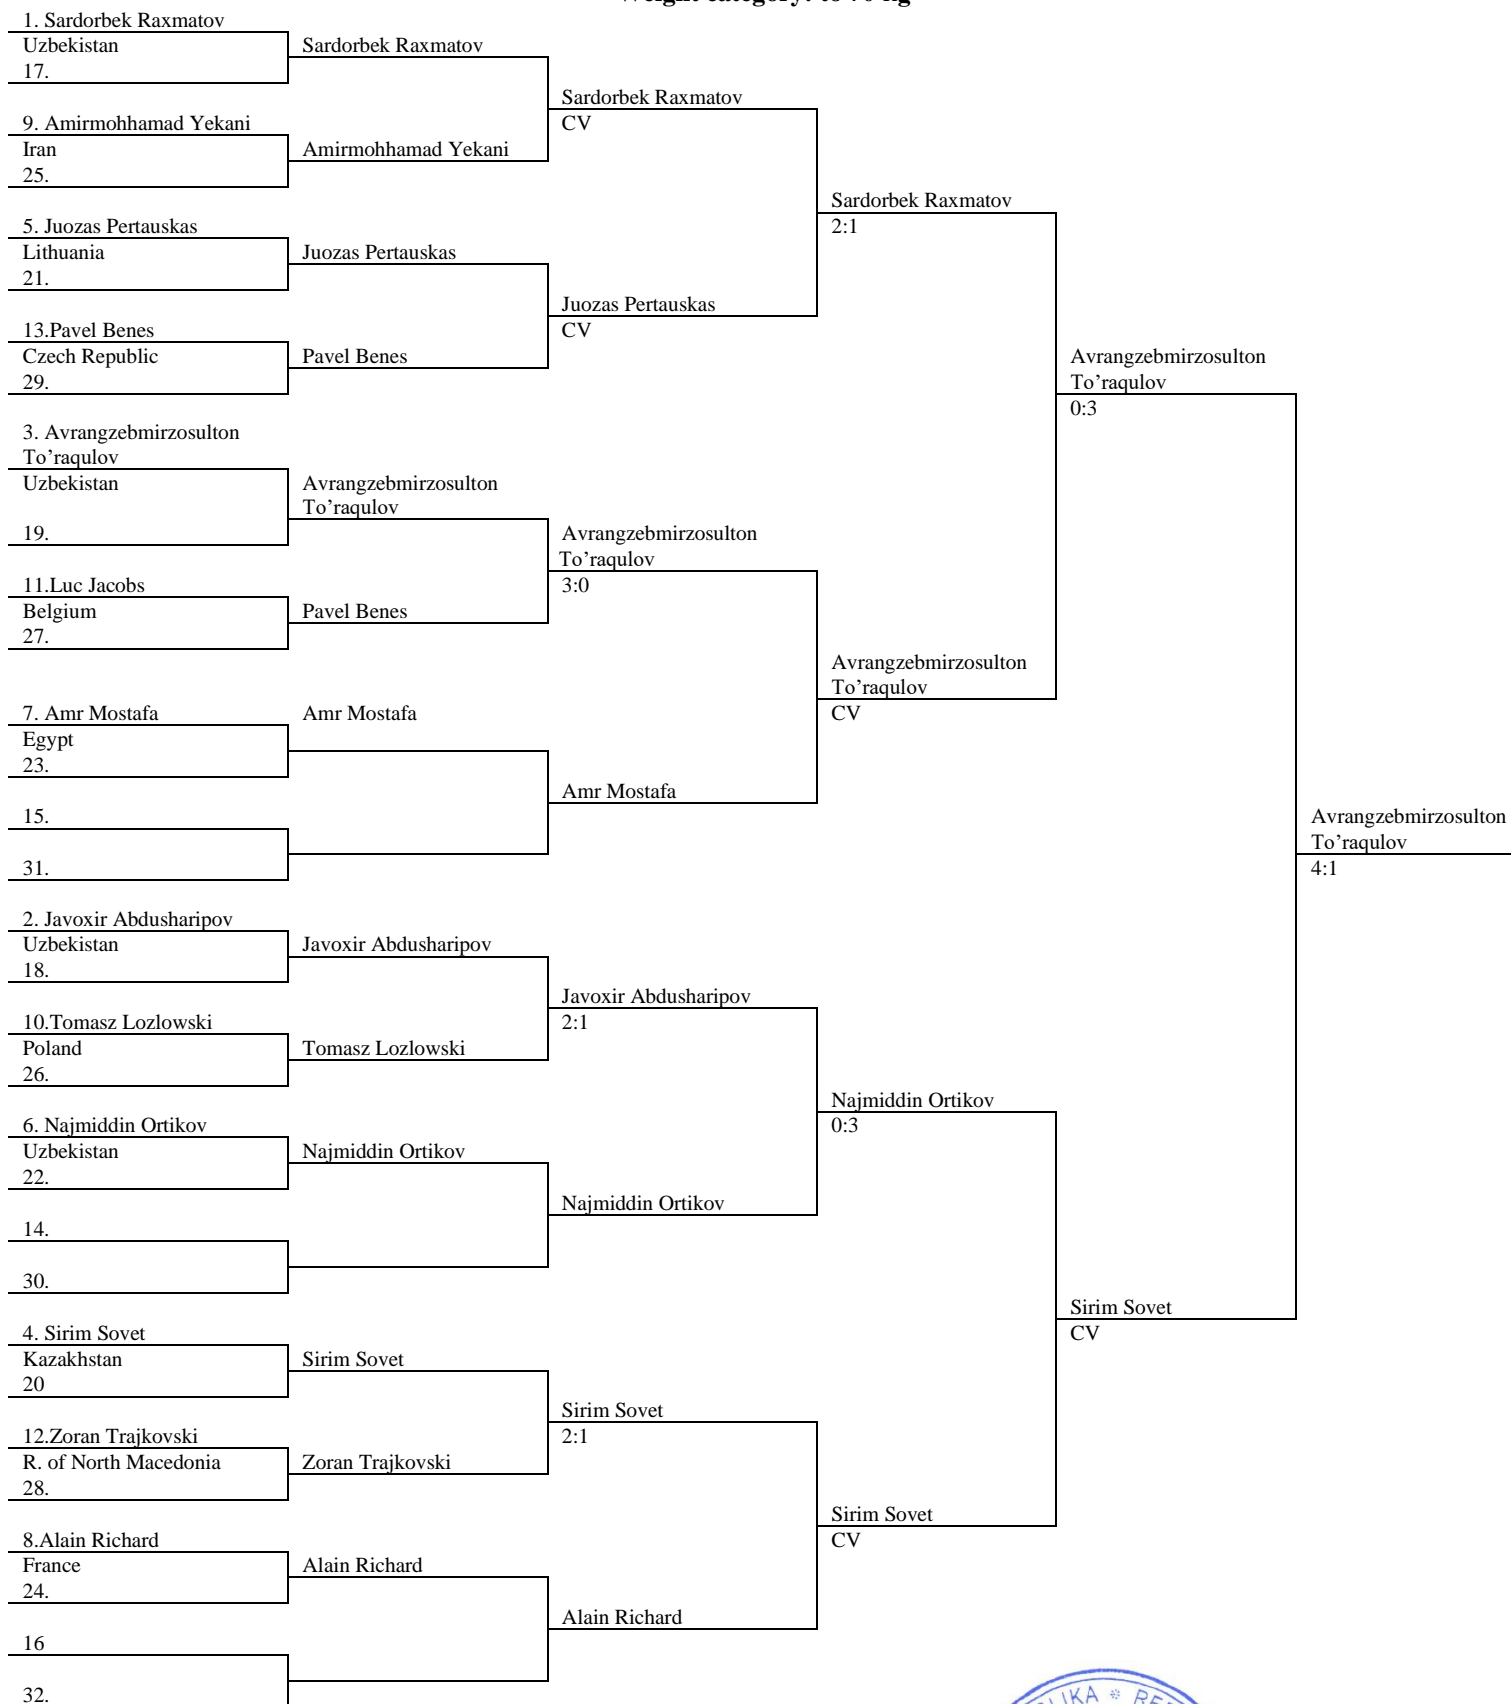 1. Sardorbek Raxmatov
Uzbekistan
17.
9. Amirmohhamad Yekani
Iran
25.
5. Juozas Pertauskas
Lithuania
21.
13.Pavel Benes
Czech Republic
29.
3. Avrangzebmirzosulton
To’raqulov
Uzbekistan
19.
11.Luc Jacobs
Belgium
27.
7. Amr Mostafa
Egypt
23.
15.
31.
2. Javoxir Abdusharipov
Uzbekistan
18.
10.Tomasz Lozlowski
Poland
26.
6. Najmiddin Ortikov
Uzbekistan
22.
14.
30.
4. Sirim Sovet
Kazakhstan
20
12.Zoran Trajkovski
R. of North Macedonia
28.
8.Alain Richard
France
24.
16
32.
Sardorbek Raxmatov
Amirmohhamad Yekani
Juozas Pertauskas
Pavel Benes
Avrangzebmirzosulton
To’raqulov
Pavel Benes
Amr Mostafa
Javoxir Abdusharipov
Tomasz Lozlowski
Najmiddin Ortikov
Sirim Sovet
Zoran Trajkovski
Alain Richard
Sardorbek Raxmatov
CV
Juozas Pertauskas
CV
Avrangzebmirzosulton
To’raqulov
3:0
Amr Mostafa
Javoxir Abdusharipov
2:1
Najmiddin Ortikov
Sirim Sovet
2:1
Alain Richard
Sardorbek Raxmatov
2:1
Avrangzebmirzosulton
To’raqulov
CV
Najmiddin Ortikov
0:3
Sirim Sovet
CV
Avrangzebmirzosulton
To’raqulov
0:3
Sirim Sovet
CV
Avrangzebmirzosulton
To’raqulov
4:1